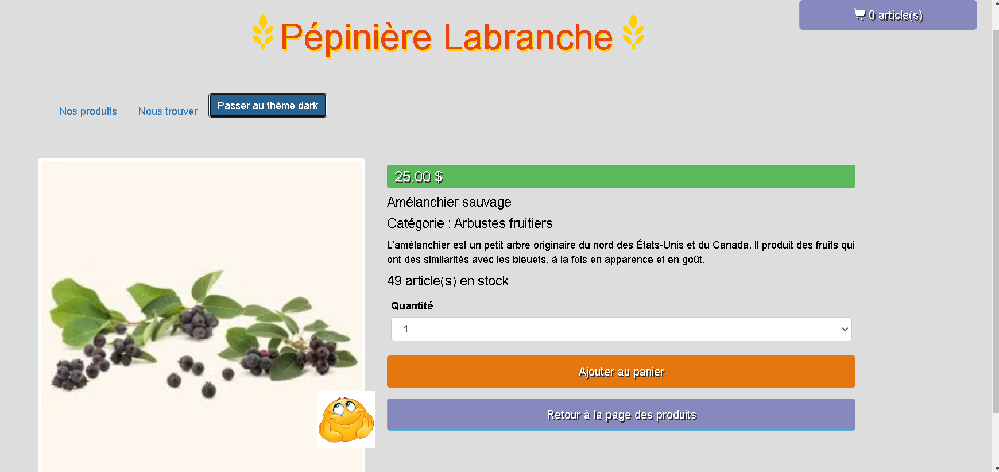 0 article(s)
Pépinière Labranche
Nos produits
Nous trouver
Passer au thème dark
25.00 $
Amélanchier sauvage
Catégorie : Arbustes fruitiers
L'amélanchier est un petit arbre originaire du nord des États-Unis et du Canada. Il produit des fruits qui
ont des similarités avec les bleuets, à la fois en apparence et en goût.
49 article(s) en stock
Quantité
1
Ajouter au panier
Retour à la page des produits